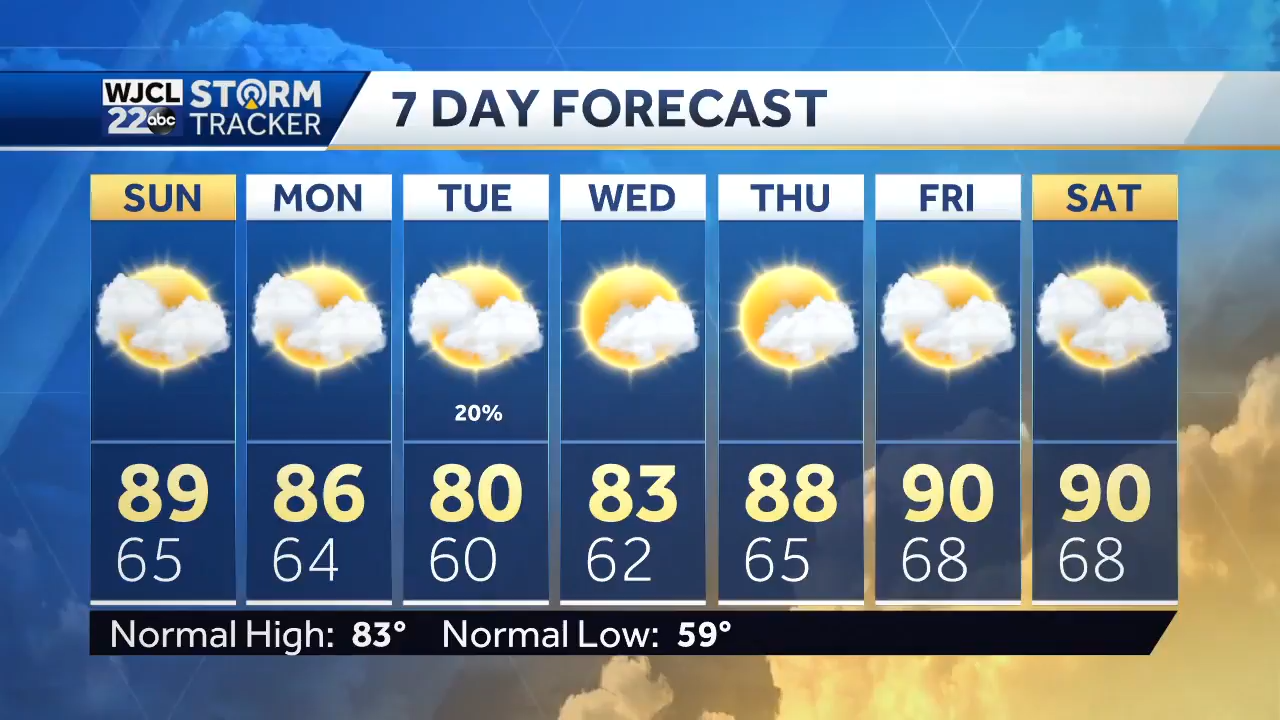 WJCL
22 abc
STORM
TRACKER
7 DAY FORECAST
SUN MON TUE WED THU FRI SAT
20%
89 86 80 83 88 90 90
65 64 60 62 65 68 68
Normal High: 83° Normal Low: 59°